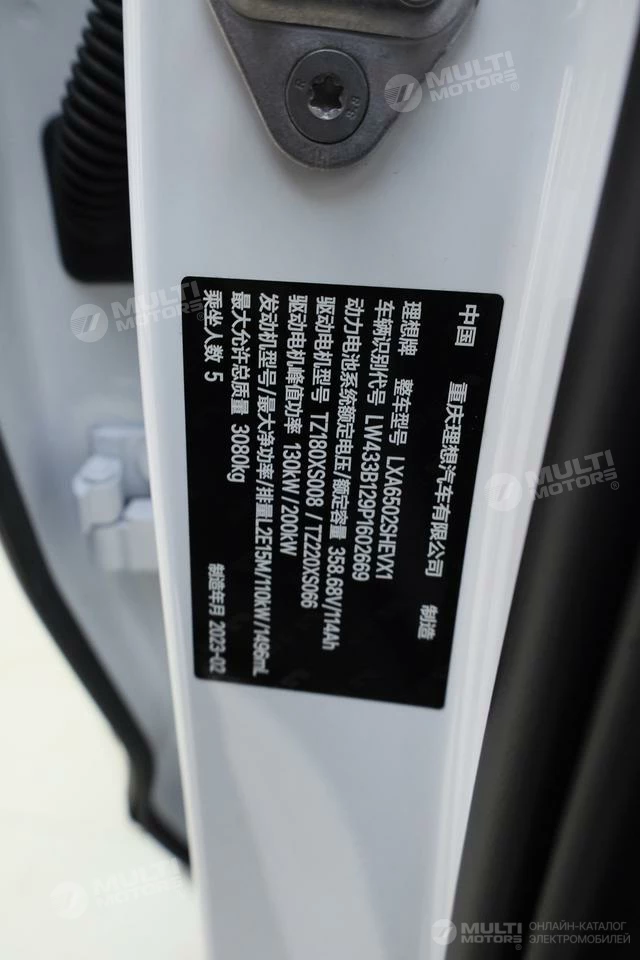 中国 重庆理想汽车有限公司 制造
理想牌 整车型号 LXA6502SHEVX1
车辆识别代号 LW433B129P1602669
动力电池系统额定电压/额定容量 358.68V/114Ah
驱动电机型号 TZ180XS008 / TZ220XS066
驱动电机峰值功率 130kW/200kW
发动机型号/最大净功率/排量 L2E15M/110kW/1496mL
最大允许总质量 3080kg
乘坐人数 5 制造年月 2023-02
8.8
MULTI MOTORS®
MULTI MOTORS®
MULTI MOTORS®
MULTI MOTORS
MULTI MOTORS®
ОНЛАЙН-КАТАЛОГ
ЭЛЕКТРОМОБИЛЕЙ